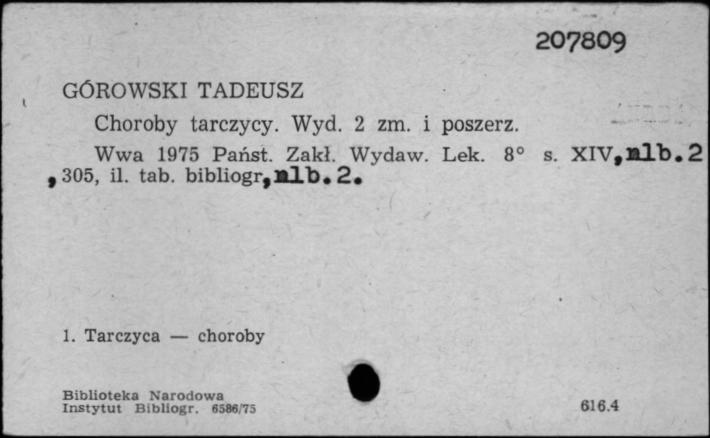 207809
GÓROWSKI TADEUSZ
Choroby tarczycy. Wyd. 2 zm. i poszerz.
Wwa 1975 Państ. Zakł. Wydaw. Lek. 8° s. XIV,nlb.2
,305, il. tab. bibliogr,nlb.2.
1. Tarczyca — choroby
Biblioteka Narodowa
Instytut Bibliogr. 6586/75
616.4